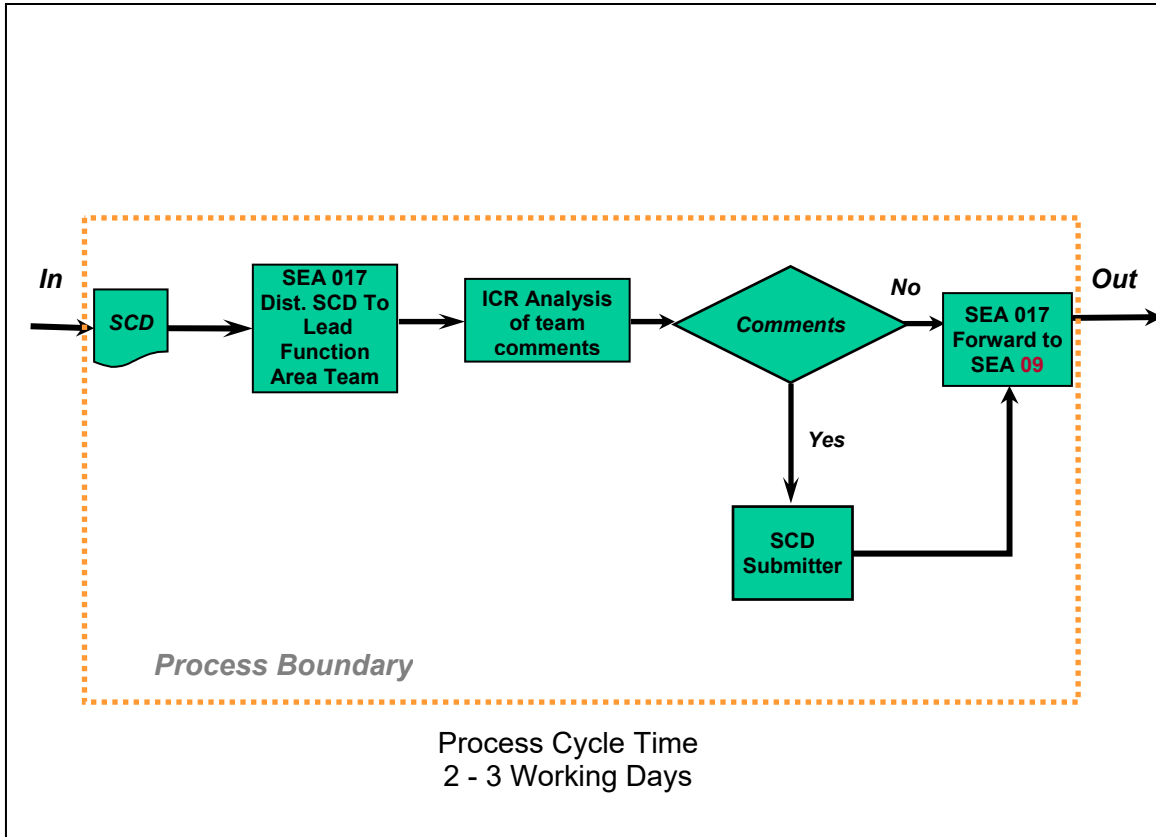 In
SCD
SEA 017
Dist. SCD To
Lead
Function
Area Team
ICR Analysis
of team
comments
Comments
No
SEA 017
Forward to
SEA 09
Out
Yes
SCD
Submitter
Process Boundary
Process Cycle Time
2 - 3 Working Days